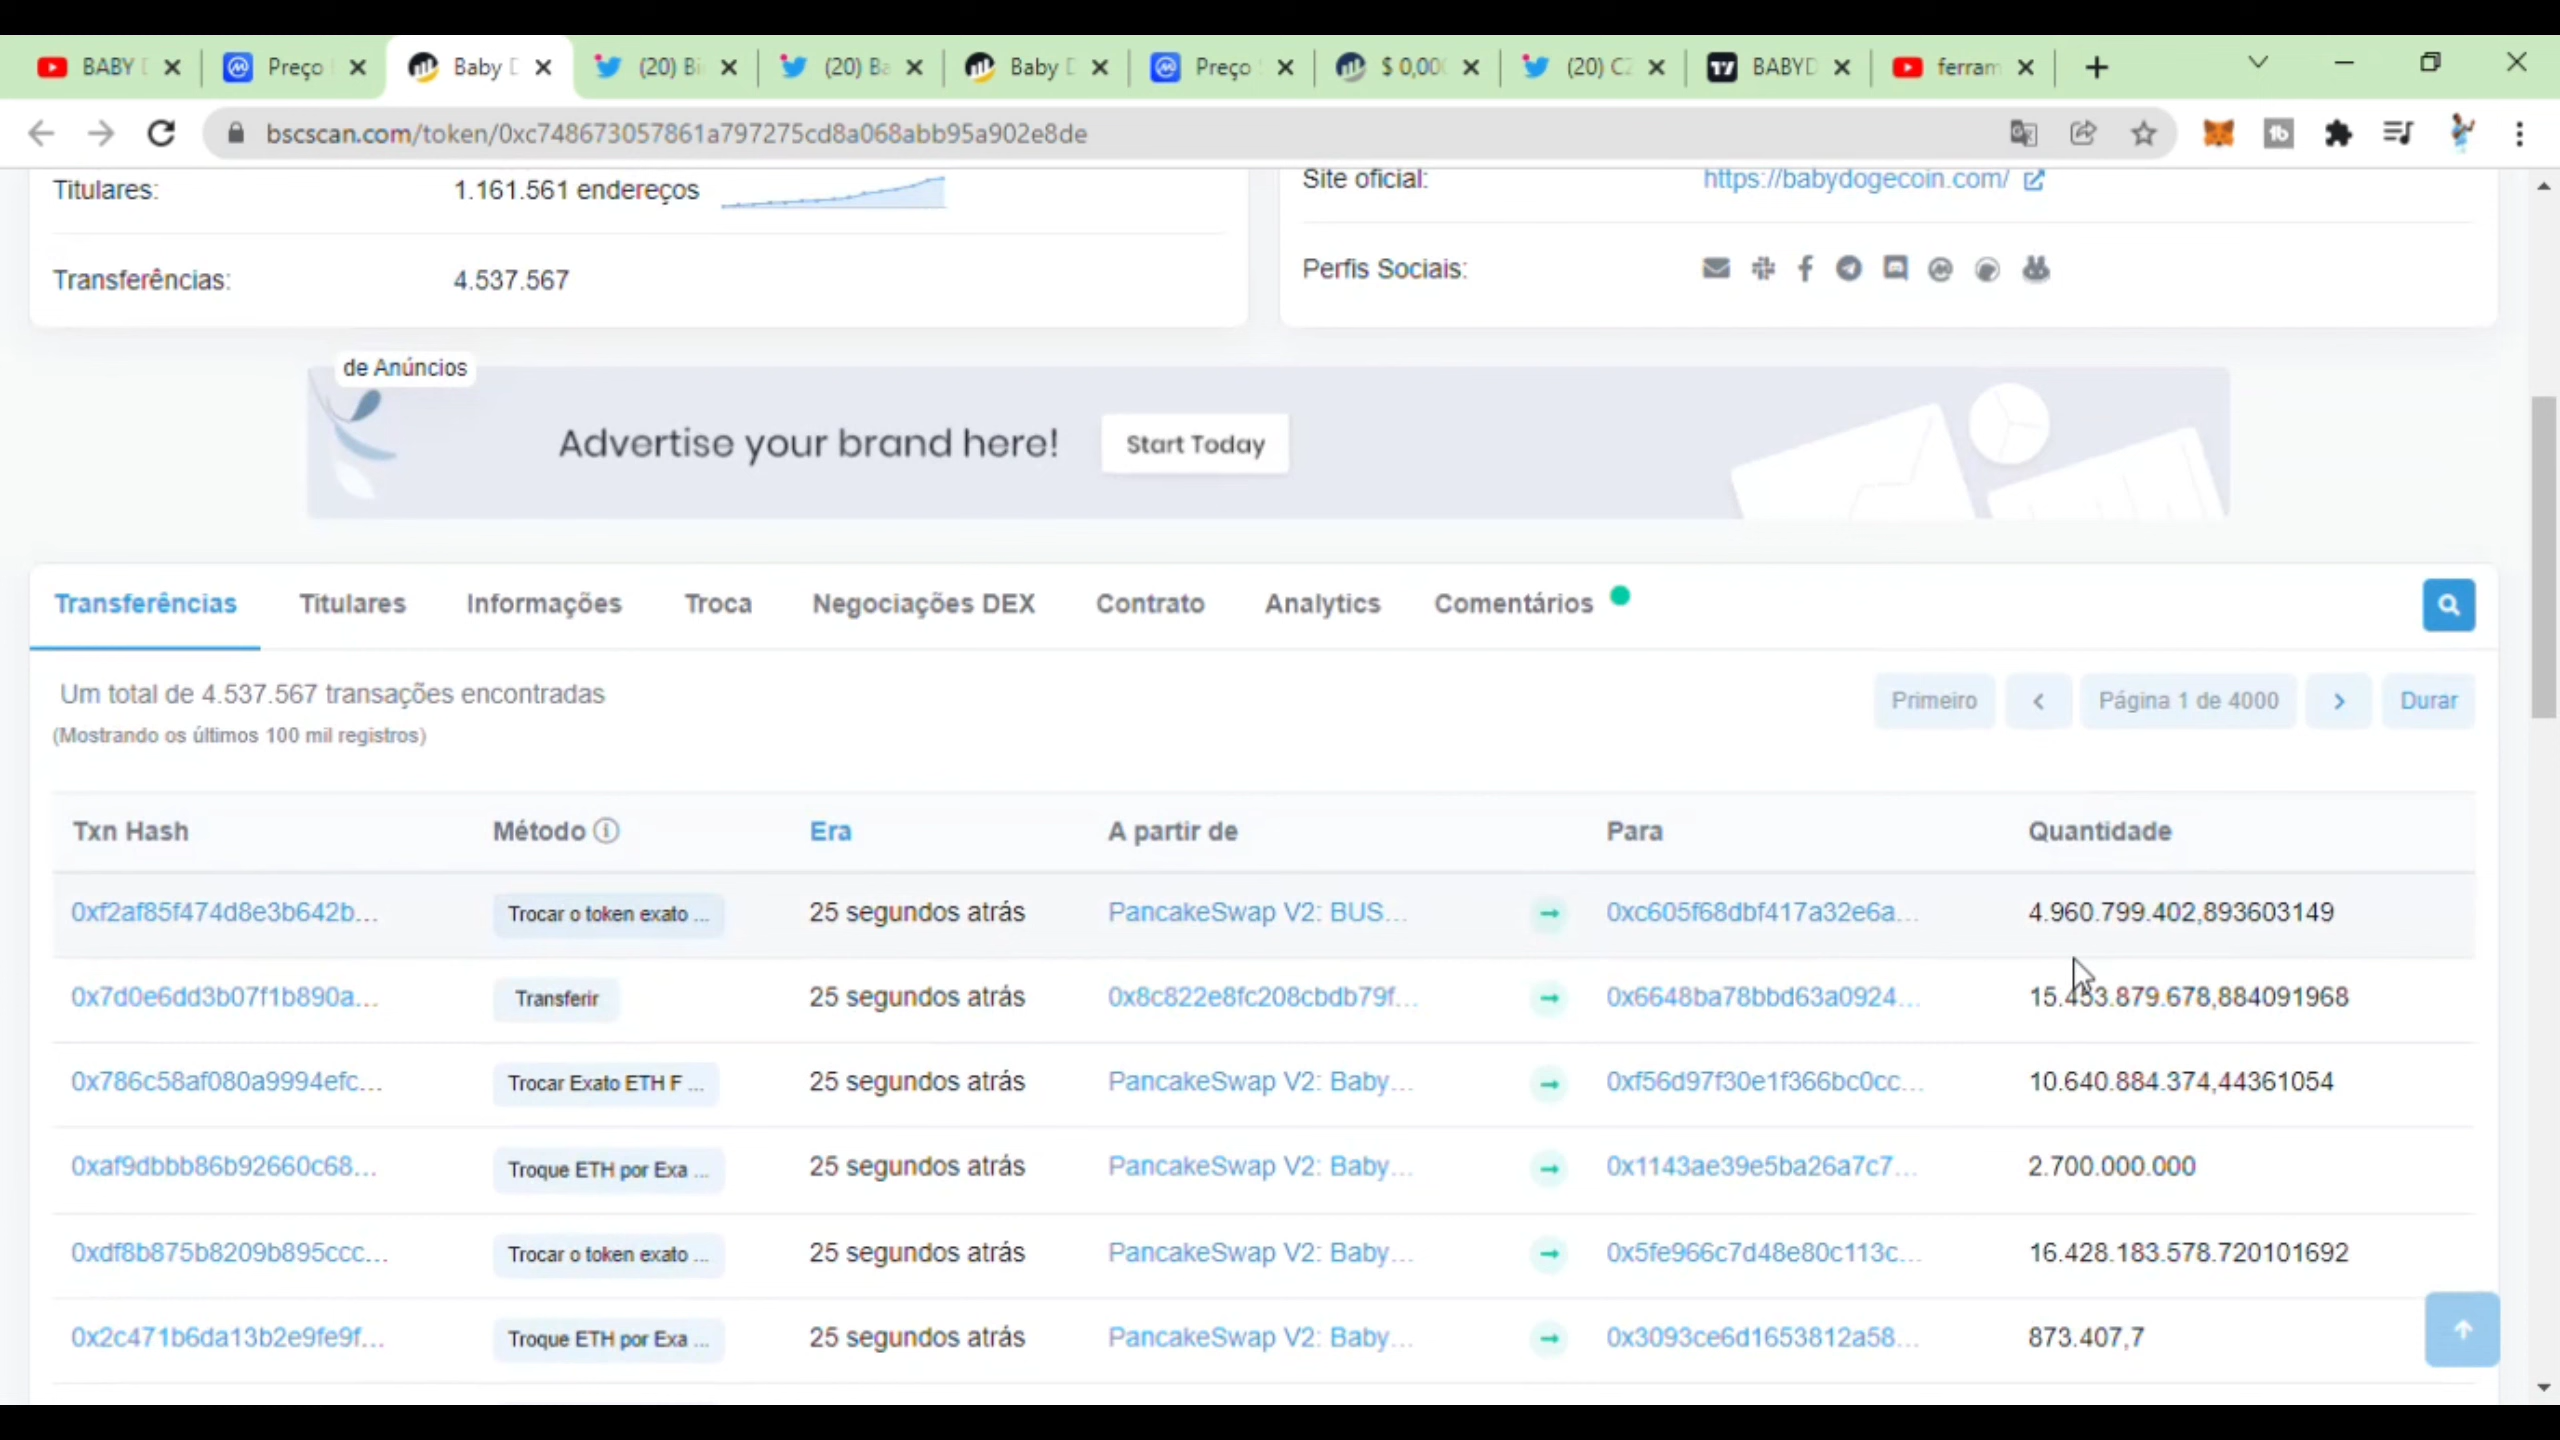 BABY D
Preço
Baby D
(20) Bi
(20) Ba
Baby D
Preço
$ 0,00
(20) CZ
BABYD
ferram
bscscan.com/token/0xc748673057861a797275cd8a068abb95a902e8de
Titulares: 1.161.561 endereços
Site oficial: https://babydogecoin.com/
Transferências: 4.537.567
Perfis Sociais:
de Anúncios
Advertise your brand here! Start Today
Transferências Titulares Informações Troca Negociações DEX Contrato Analytics Comentários
Um total de 4.537.567 transações encontradas
(Mostrando os últimos 100 mil registros)
Primeiro Página 1 de 4000 Durar
Txn Hash Método Era A partir de Para Quantidade
0xf2af85f474d8e3b642b... Trocar o token exato ... 25 segundos atrás PancakeSwap V2: BUS... 0xc605f68dbf417a32e6a... 4.960.799.402,893603149
0x7d0e6dd3b07f1b890a... Transferir 25 segundos atrás 0x8c822e8fc208cbdb79f... 0x6648ba78bbd63a0924... 15.453.879.678,884091968
0x786c58af080a9994efc... Trocar Exato ETH F ... 25 segundos atrás PancakeSwap V2: Baby... 0xf56d97f30e1f366bc0cc... 10.640.884.374,44361054
0xaf9dbbb86b92660c68... Troque ETH por Exa ... 25 segundos atrás PancakeSwap V2: Baby... 0x1143ae39e5ba26a7c7... 2.700.000.000
0xdf8b875b8209b895ccc... Trocar o token exato ... 25 segundos atrás PancakeSwap V2: Baby... 0x5fe966c7d48e80c113c... 16.428.183.578.720101692
0x2c471b6da13b2e9fe9f... Troque ETH por Exa ... 25 segundos atrás PancakeSwap V2: Baby... 0x3093ce6d1653812a58... 873.407,7